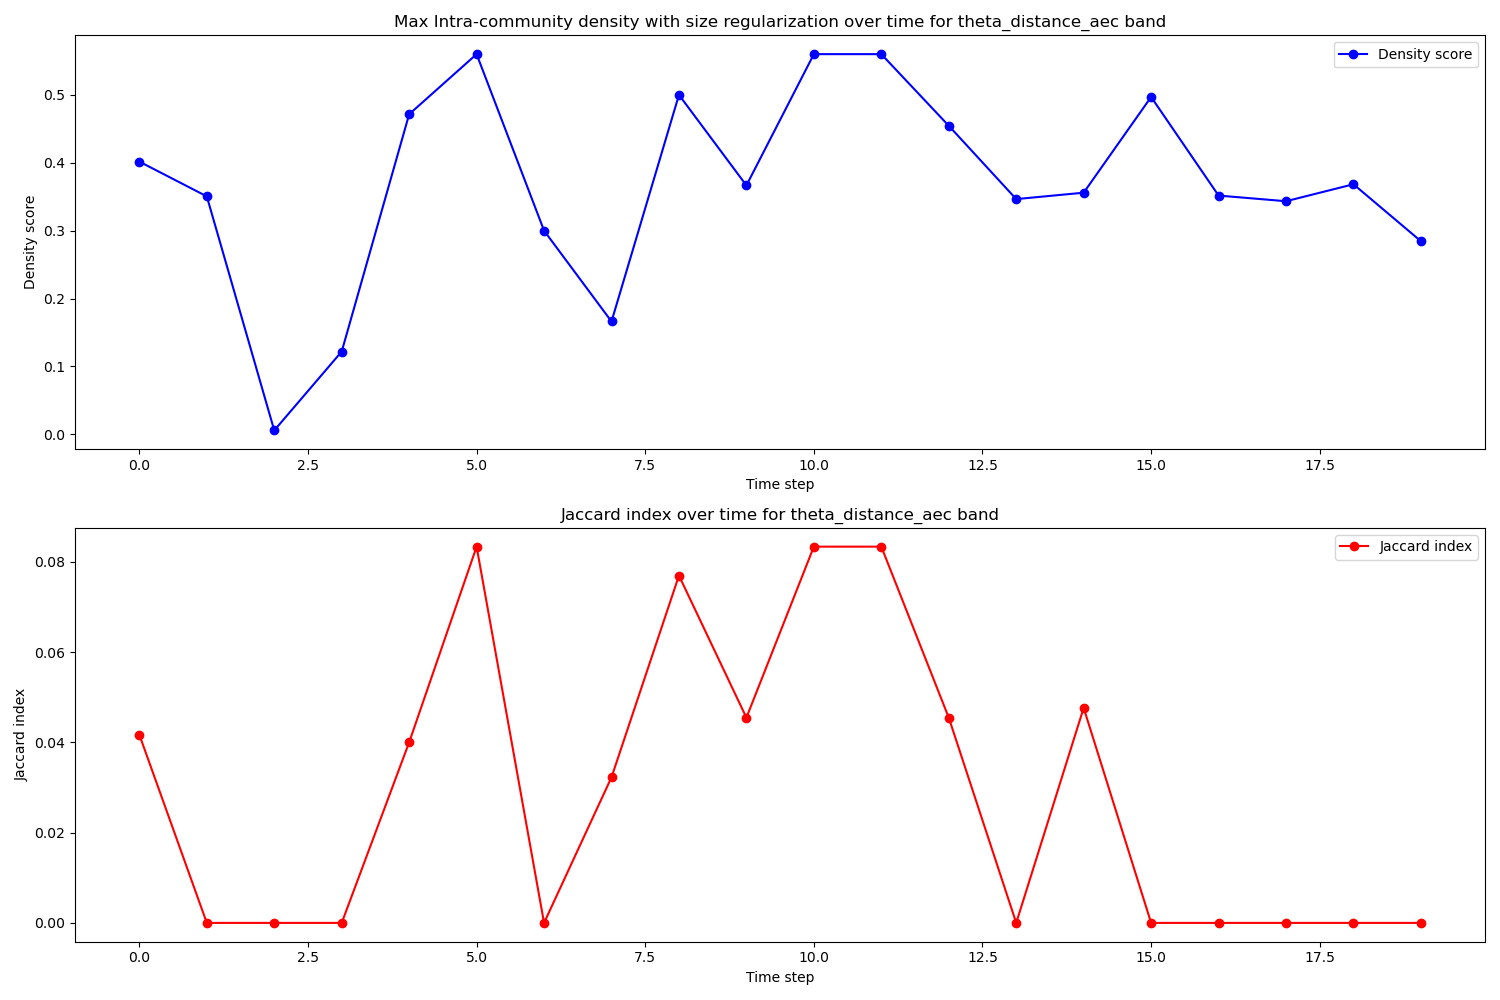 Max Intra-community density with size regularization over time for theta_distance_aec band
Density score
Density score
0.5
0.4
0.3
0.2
0.1
0.0
0.0 2.5 5.0 7.5 10.0 12.5 15.0 17.5
Time step
Jaccard index over time for theta_distance_aec band
Jaccard index
Jaccard index
0.08
0.06
0.04
0.02
0.00
0.0 2.5 5.0 7.5 10.0 12.5 15.0 17.5
Time step